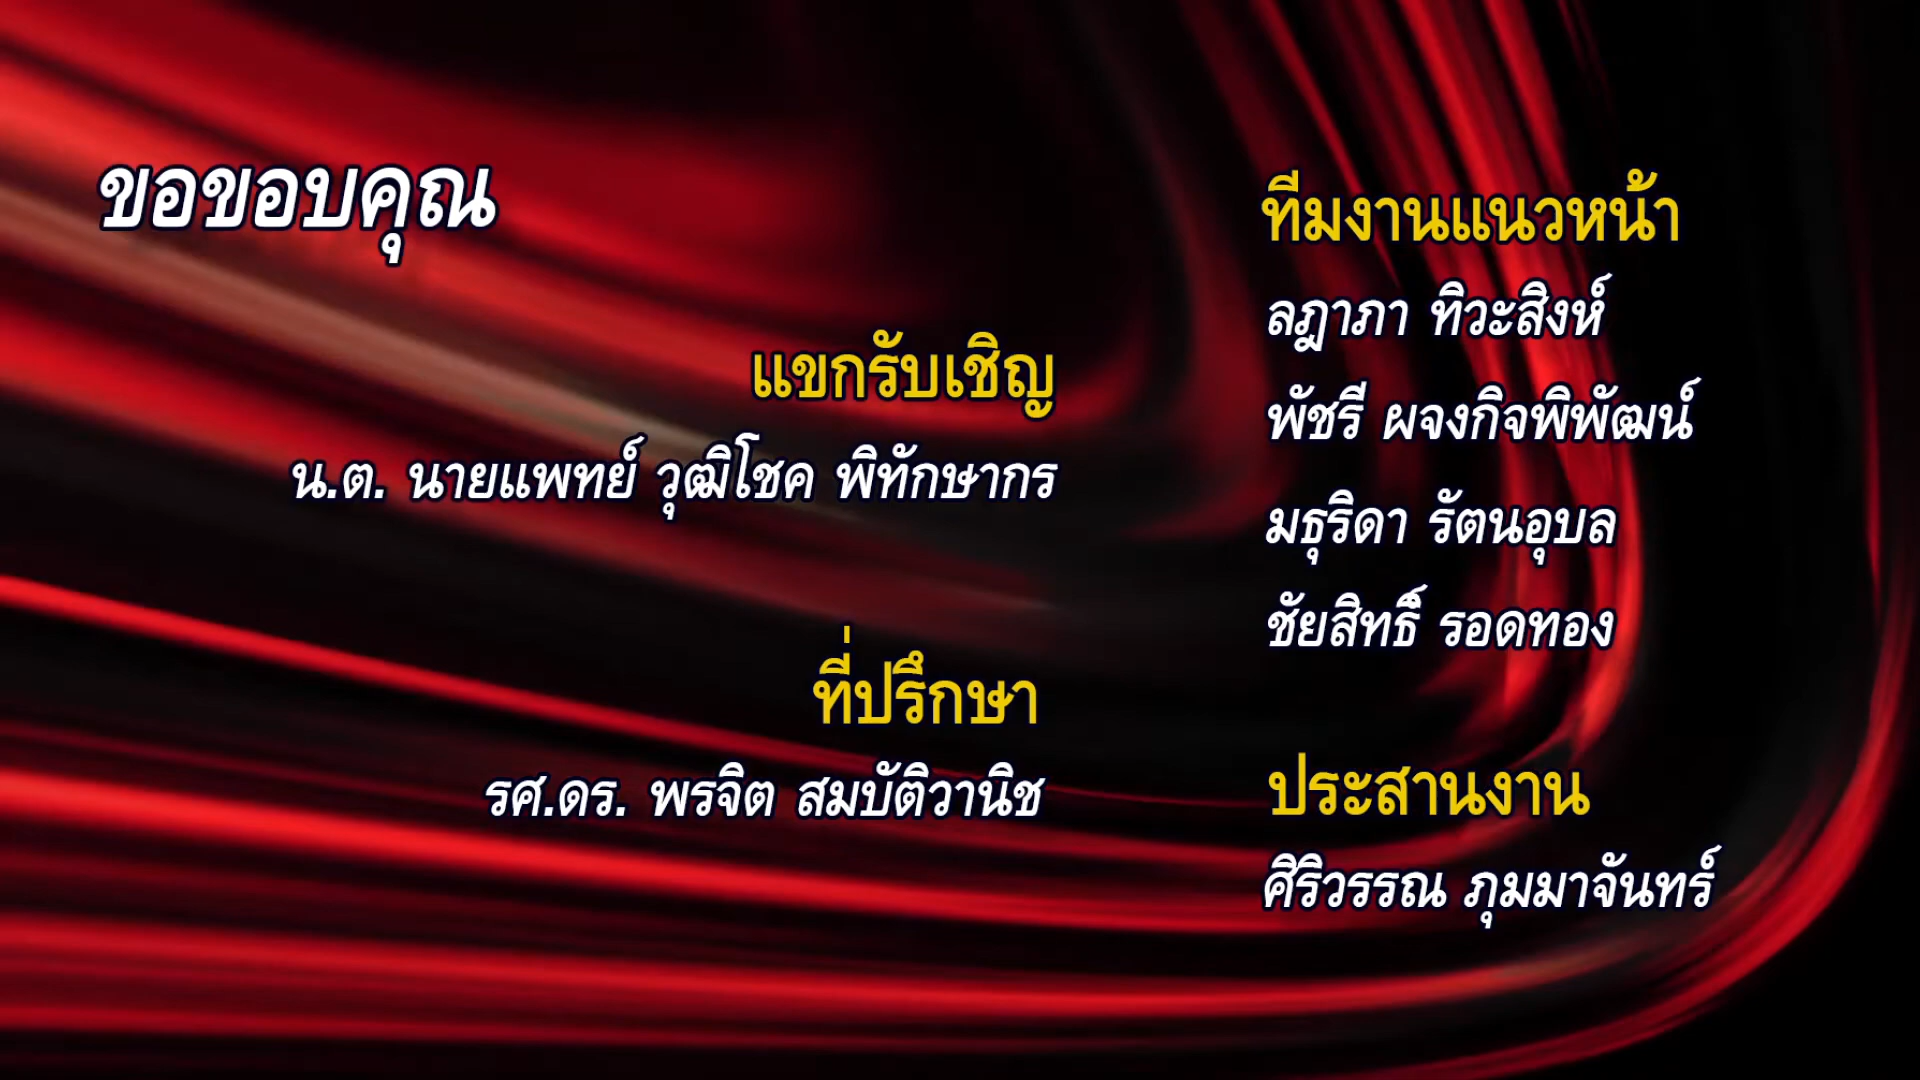 ขอขอบคุณ
แขกรับเชิญ
น.ต. นายแพทย์ วุฒิโชค พิทักษากร
ที่ปรึกษา
รศ.ดร. พรจิต สมบัติวานิช
ทีมงานแนวหน้า
ลฎาภา ทิวะสิงห์
พัชรี ผจงกิจพิพัฒน์
มธุริดา รัตนอุบล
ชัยสิทธิ์ รอดทอง
ประสานงาน
ศิริวรรณ ภุมมาจันทร์